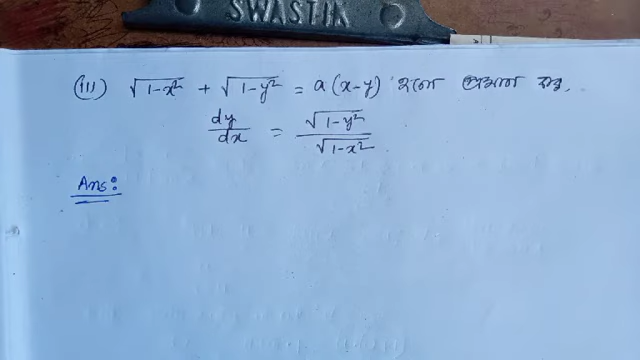 SWASTIK
(iii) √1-x² + √1-y² = a(x-y) হলে প্রমাণ কর,
dy/dx = √1-y²/√1-x²
Ans: